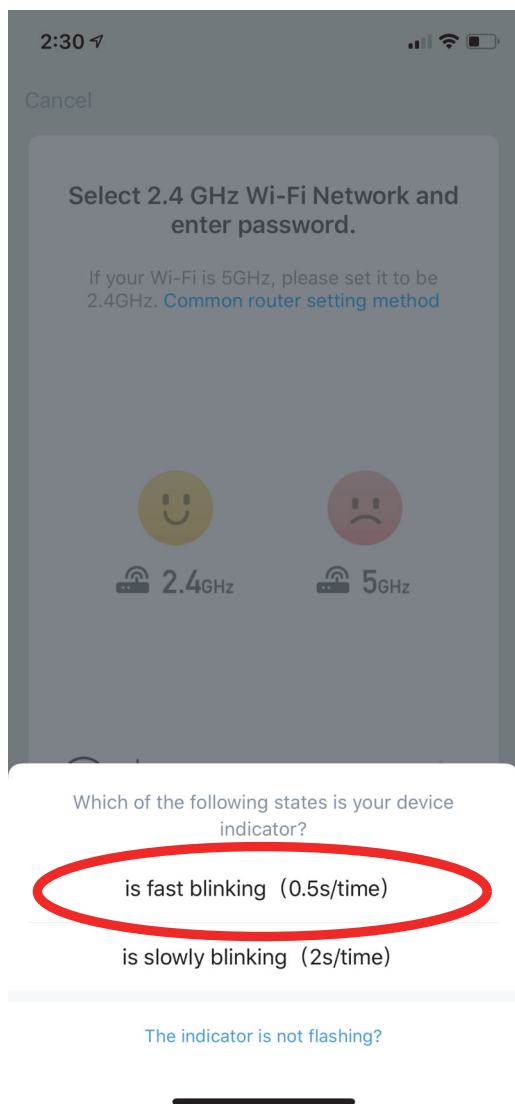 2:30
Cancel
Select 2.4 GHz Wi-Fi Network and
enter password.
If your Wi-Fi is 5GHz, please set it to be
2.4GHz. Common router setting method
2.4GHz
5GHz
Which of the following states is your device
indicator?
is fast blinking（0.5s/time）
is slowly blinking（2s/time）
The indicator is not flashing?